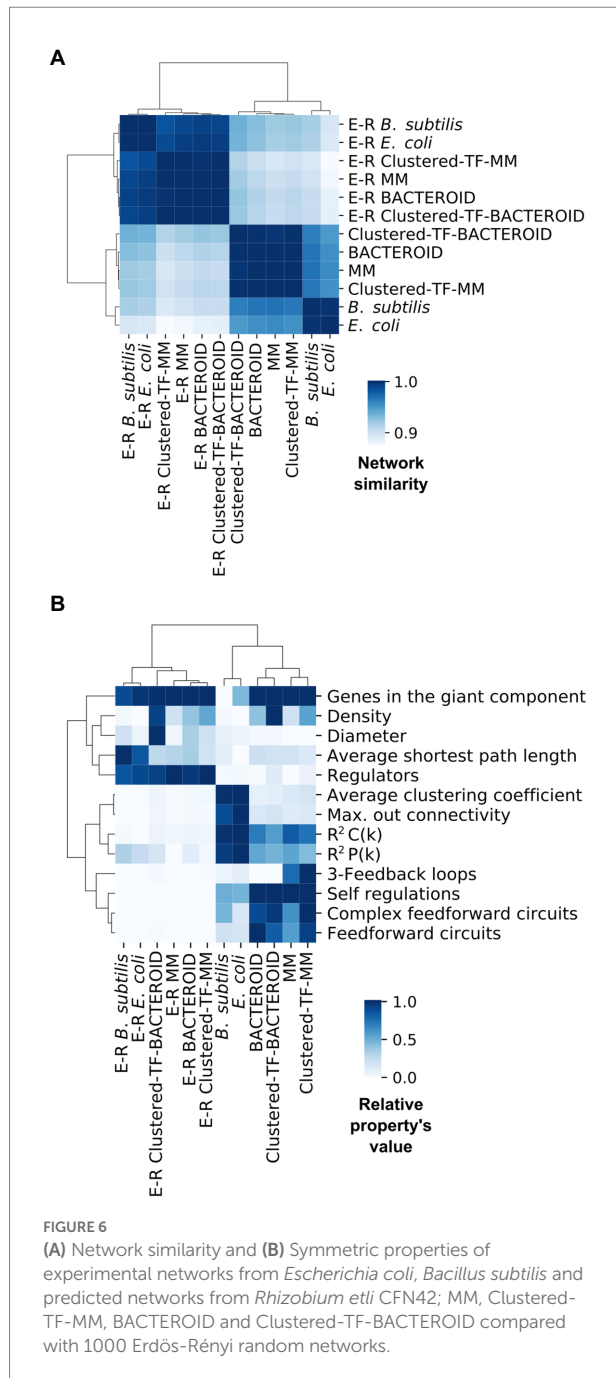 A
E-R B. subtilis
E-R E. coli
E-R Clustered-TF-MM
E-R MM
E-R BACTEROID
E-R Clustered-TF-BACTEROID
Clustered-TF-BACTEROID
BACTEROID
MM
Clustered-TF-MM
B. subtilis
E. coli
E-R B. subtilis
E-R E. coli
E-R Clustered-TF-MM
E-R MM
E-R BACTEROID
E-R Clustered-TF-BACTEROID
Clustered-TF-BACTEROID
BACTEROID
MM
Clustered-TF-MM
B. subtilis
E. coli
1.0
0.9
Network
similarity
B
Genes in the giant component
Density
Diameter
Average shortest path length
Regulators
Average clustering coefficient
Max. out connectivity
R² C(k)
R² P(k)
3-Feedback loops
Self regulations
Complex feedforward circuits
Feedforward circuits
E-R B. subtilis
E-R E. coli
E-R Clustered-TF-BACTEROID
E-R MM
E-R BACTEROID
E-R Clustered-TF-MM
B. subtilis
E. coli
BACTEROID
Clustered-TF-BACTEROID
MM
Clustered-TF-MM
1.0
0.5
0.0
Relative
property's
value
FIGURE 6
(A) Network similarity and (B) Symmetric properties of
experimental networks from Escherichia coli, Bacillus subtilis and
predicted networks from Rhizobium etli CFN42; MM, Clustered-
TF-MM, BACTEROID and Clustered-TF-BACTEROID compared
with 1000 Erdös-Rényi random networks.